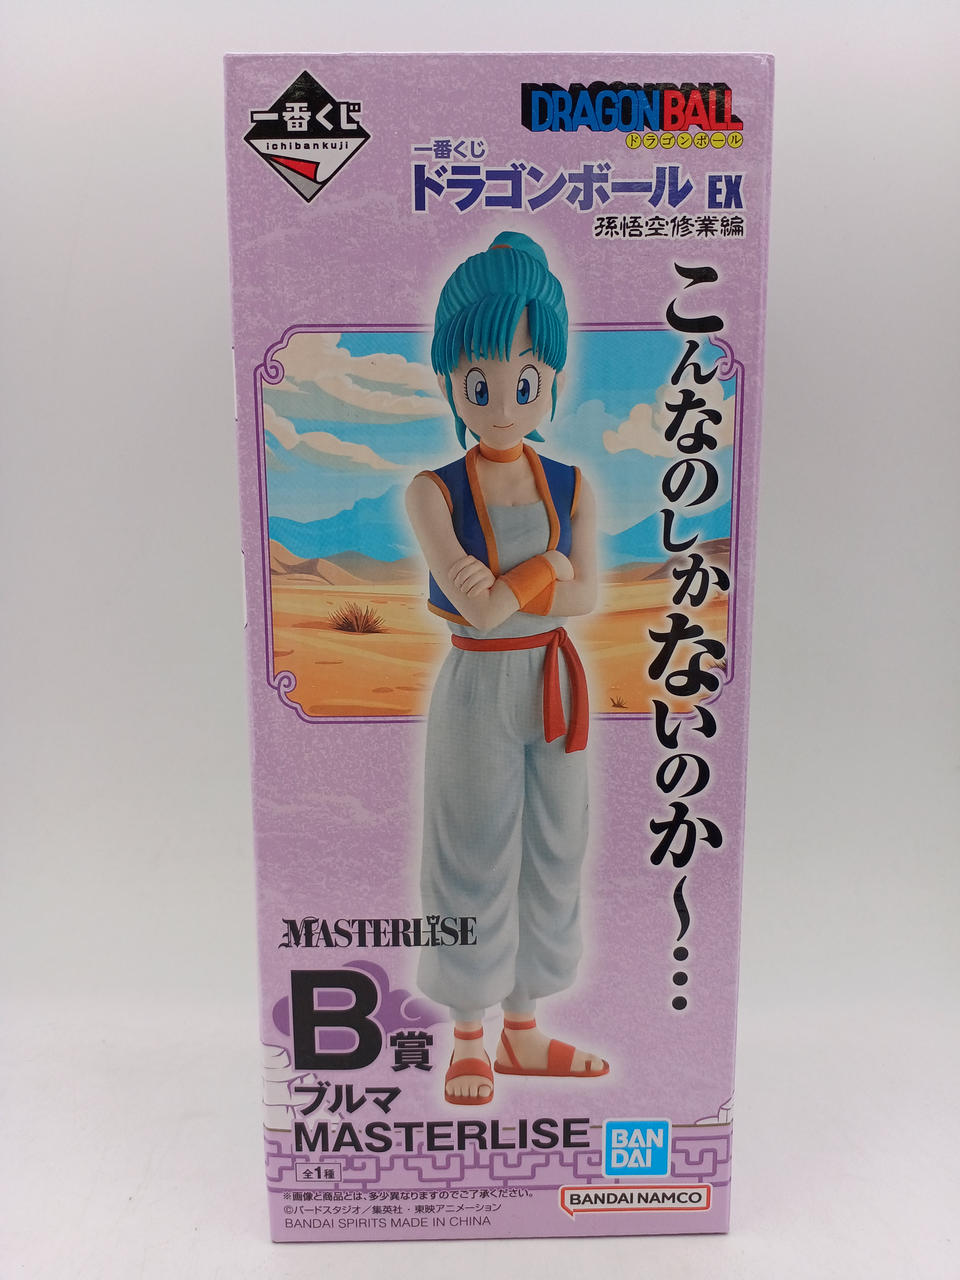 一番くじ
ichibankuji
DRAGON BALL
ドラゴンボール
一番くじ
ドラゴンボール EX
孫悟空修業編
こんなのしかないのか〜…
MASTERLISE
B賞
ブルマ
MASTERLISE
全1種
BAN
DAI
※画像と商品とは、多少異なりますのでご了承ください。
©バードスタジオ／集英社・東映アニメーション
BANDAI SPIRITS MADE IN CHINA
BANDAI NAMCO